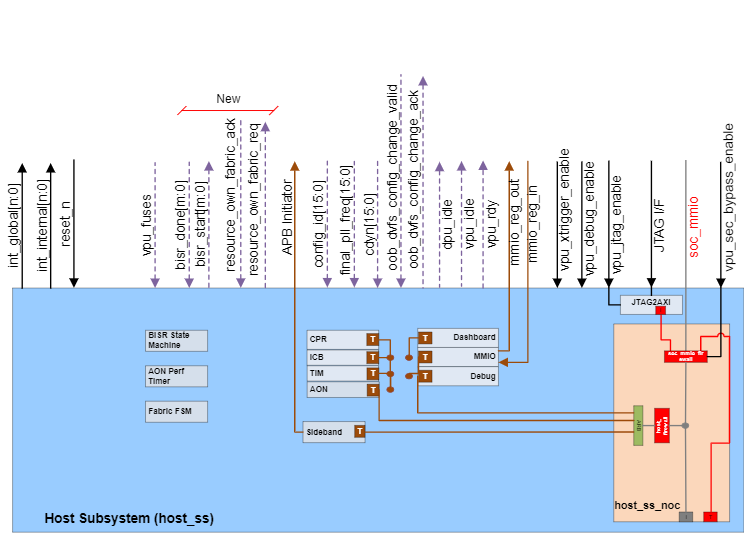 New
int_global[n:0]
int_internal[n:0]
reset_n
vpu_fuses
bisr_done[m:0]
bisr_start[m:0]
resource_own_fabric_ack
resource_own_fabric_req
APB Initiator
config_id[15:0]
final_pll_freq[15:0]
cdyn[15:0]
oob_dvfs_config_change_valid
oob_dvfs_config_change_ack
dpu_idle
vpu_idle
vpu_rdy
mmio_reg_out
mmio_reg_in
vpu_xtrigger_enable
vpu_debug_enable
vpu_jtag_enable
JTAG I/F
soc_mmio
vpu_sec_bypass_enable
JTAG2AXI
T
BISR State
Machine
AON Perf
Timer
Fabric FSM
CPR T
ICB T
TIM T
AON T
T Dashboard
T MMIO
T Debug
Sideband T
host_ss_noc
Host Subsystem (host_ss)